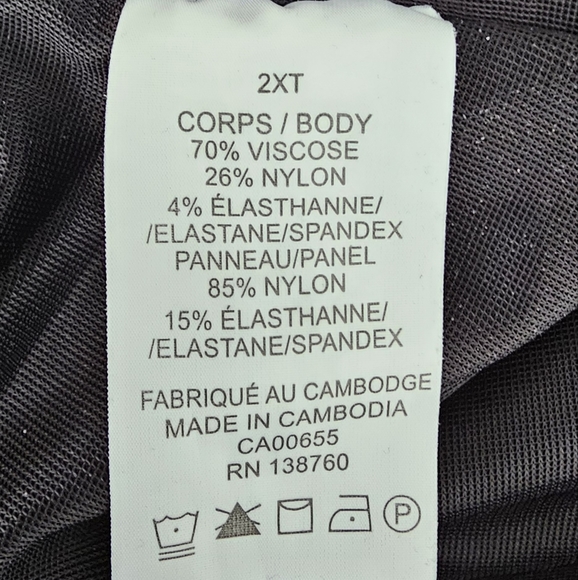 2XT
CORPS / BODY
70% VISCOSE
26% NYLON
4% ÉLASTHANNE/
/ELASTANE/SPANDEX
PANNEAU/PANEL
85% NYLON
15% ÉLASTHANNE/
/ELASTANE/SPANDEX
FABRIQUÉ AU CAMBODGE
MADE IN CAMBODIA
CA00655
RN 138760
P